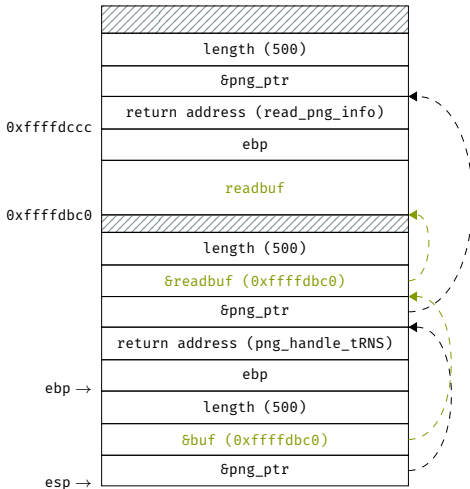 length (500)
&png_ptr
return address (read_png_info)
0xffffdccc
ebp
readbuf
0xffffdbc0
length (500)
&readbuf (0xffffdbc0)
&png_ptr
return address (png_handle_tRNS)
ebp
ebp →
length (500)
&buf (0xffffdbc0)
&png_ptr
esp →